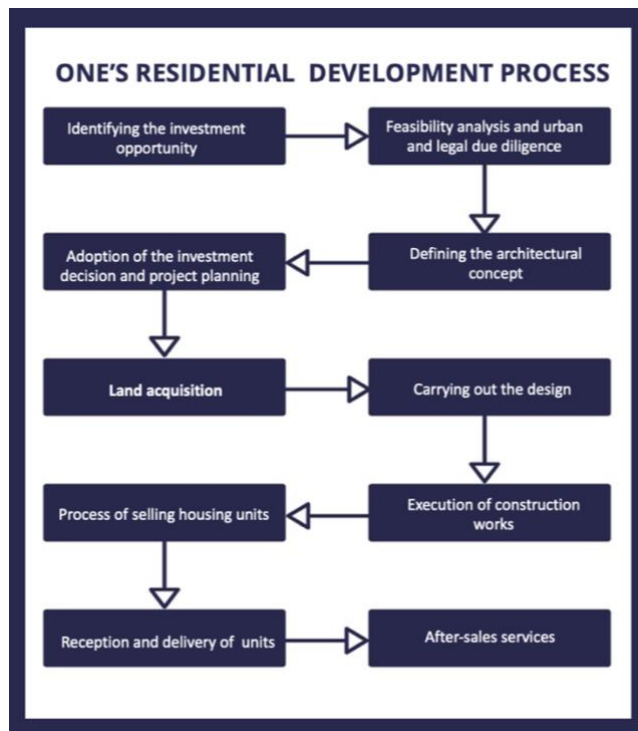 ONE'S RESIDENTIAL DEVELOPMENT PROCESS
Identifying the investment
opportunity
Feasibility analysis and urban
and legal due diligence
Defining the architectural
concept
Adoption of the investment
decision and project planning
Land acquisition
Carrying out the design
Execution of construction
works
Process of selling housing units
Reception and delivery of units
After-sales services